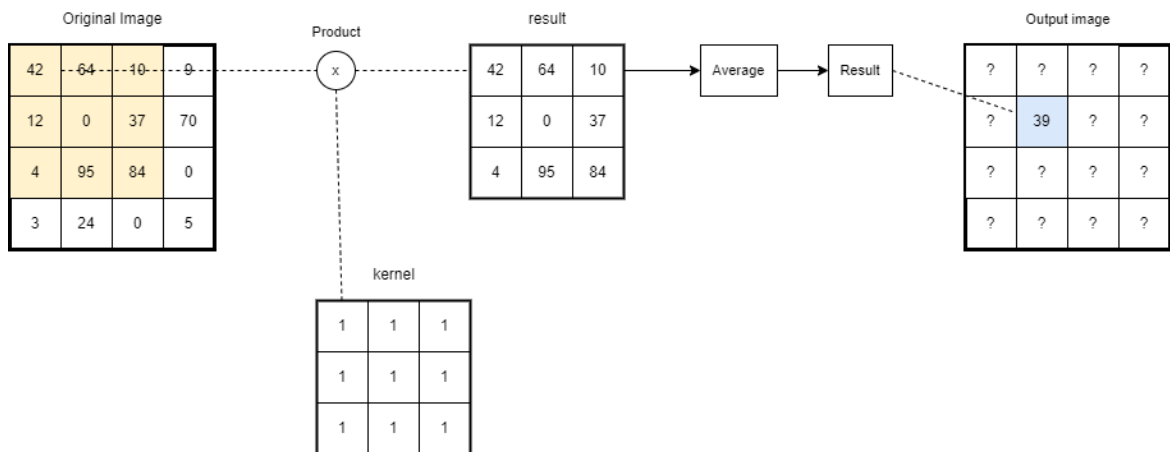 Original Image
Product
result
Output image
42 64 10 9
12 0 37 70
4 95 84 0
3 24 0 5
x
42 64 10
12 0 37
4 95 84
Average
Result
? ? ? ?
? 39 ? ?
? ? ? ?
? ? ? ?
kernel
1 1 1
1 1 1
1 1 1